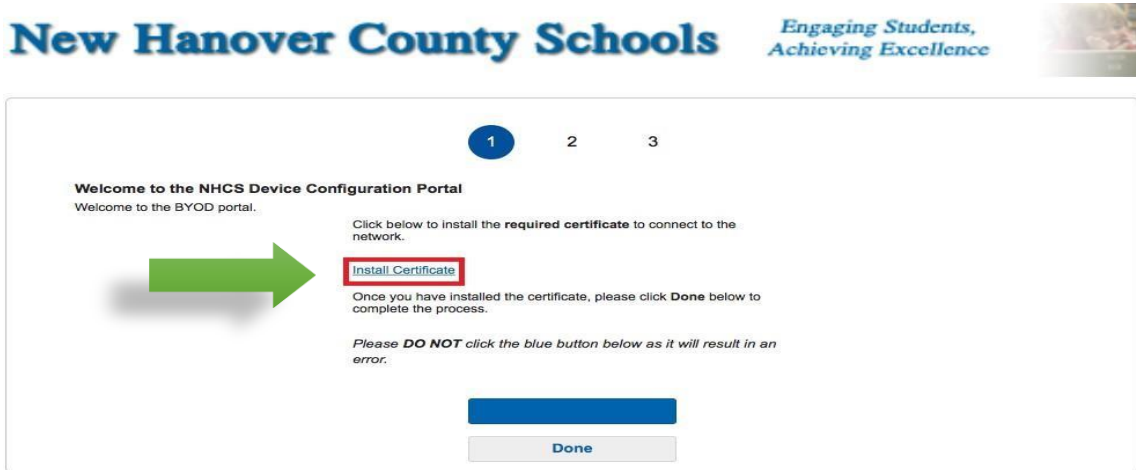 New Hanover County Schools
Engaging Students,
Achieving Excellence
1 2 3
Welcome to the NHCS Device Configuration Portal
Welcome to the BYOD portal.
Click below to install the required certificate to connect to the
network.
Install Certificate
Once you have installed the certificate, please click Done below to
complete the process.
Please DO NOT click the blue button below as it will result in an
error.
Done